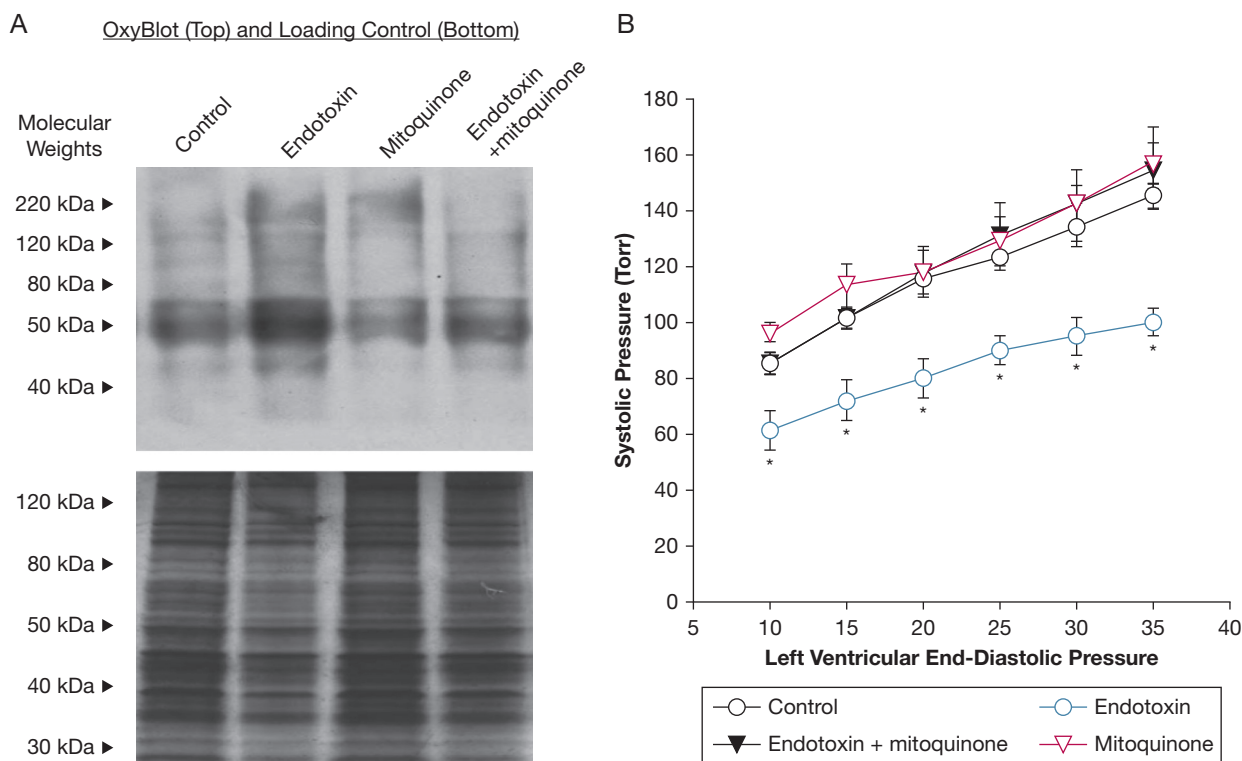 A
OxyBlot (Top) and Loading Control (Bottom)
Molecular
Weights
Control
Endotoxin
Mitoquinone
Endotoxin
+mitoquinone
220 kDa ►
120 kDa ►
80 kDa ►
50 kDa ►
40 kDa ►
120 kDa ►
80 kDa ►
50 kDa ►
40 kDa ►
30 kDa ►
B
Systolic Pressure (Torr)
180
160
140
120
100
80
60
40
20
0
* * * * * *
5 10 15 20 25 30 35 40
Left Ventricular End-Diastolic Pressure
Control
Endotoxin
Endotoxin + mitoquinone
Mitoquinone